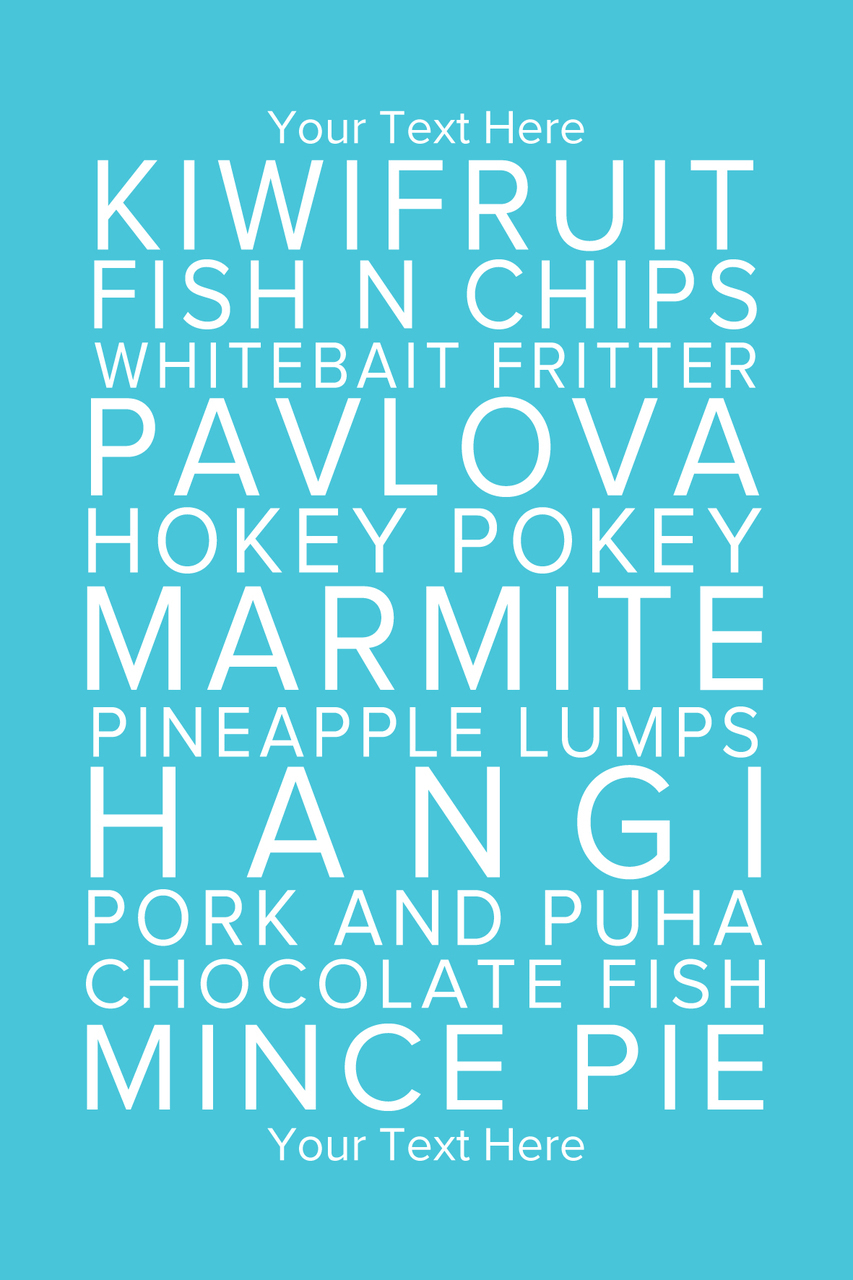 Your Text Here
KIWIFRUIT
FISH N CHIPS
WHITEBAIT FRITTER
PAVLOVA
HOKEY POKEY
MARMITE
PINEAPPLE LUMPS
HANGI
PORK AND PUHA
CHOCOLATE FISH
MINCE PIE
Your Text Here